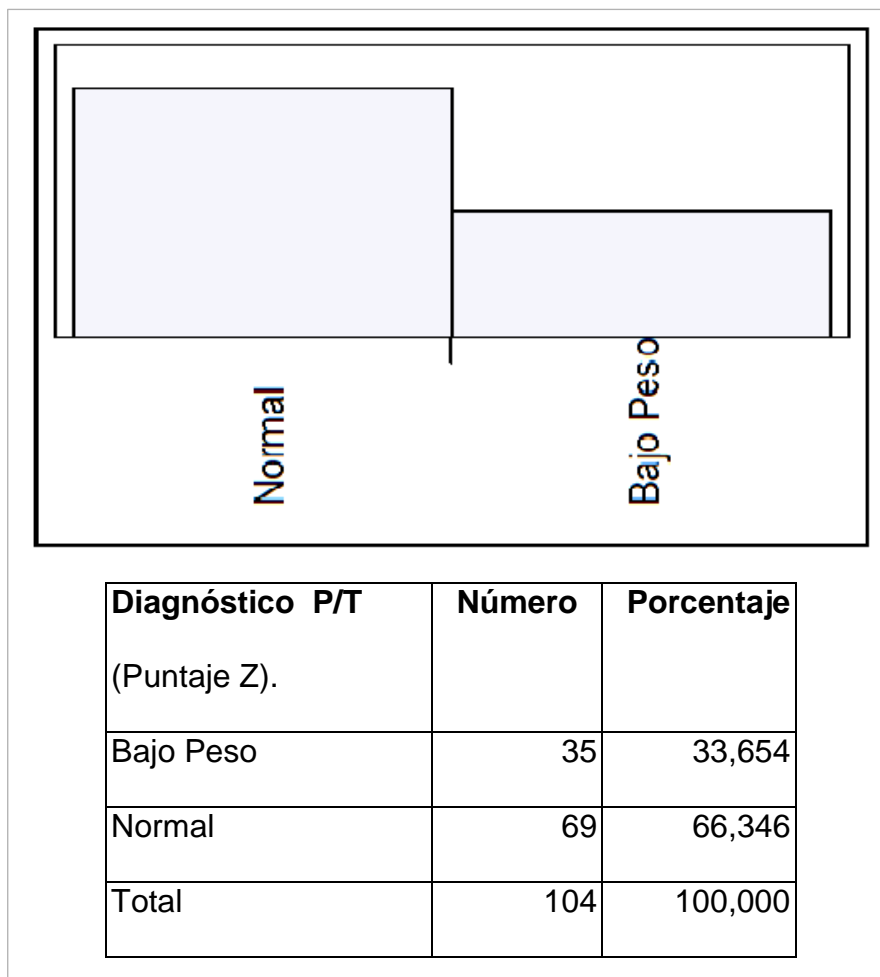 Normal
Bajo Peso
Diagnóstico P/T Número Porcentaje
(Puntaje Z).
Bajo Peso 35 33,654
Normal 69 66,346
Total 104 100,000